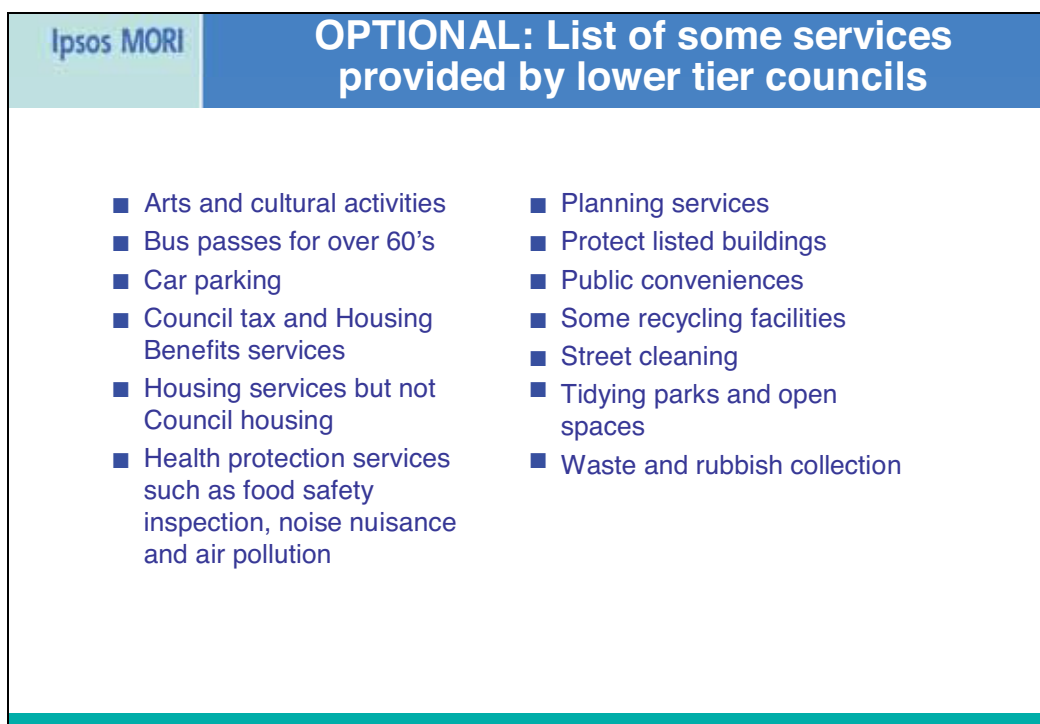 Ipsos MORI
OPTIONAL: List of some services
provided by lower tier councils
■ Arts and cultural activities
■ Bus passes for over 60's
■ Car parking
■ Council tax and Housing
Benefits services
■ Housing services but not
Council housing
■ Health protection services
such as food safety
inspection, noise nuisance
and air pollution
■ Planning services
■ Protect listed buildings
■ Public conveniences
■ Some recycling facilities
■ Street cleaning
■ Tidying parks and open
spaces
■ Waste and rubbish collection